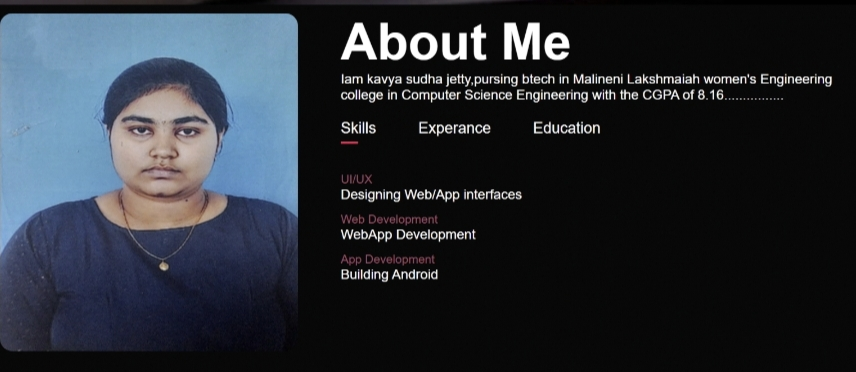 About Me
Iam kavya sudha jetty,pursing btech in Malineni Lakshmaiah women's Engineering
college in Computer Science Engineering with the CGPA of 8.16................
Skills Experance Education
UI/UX
Designing Web/App interfaces
Web Development
WebApp Development
App Development
Building Android